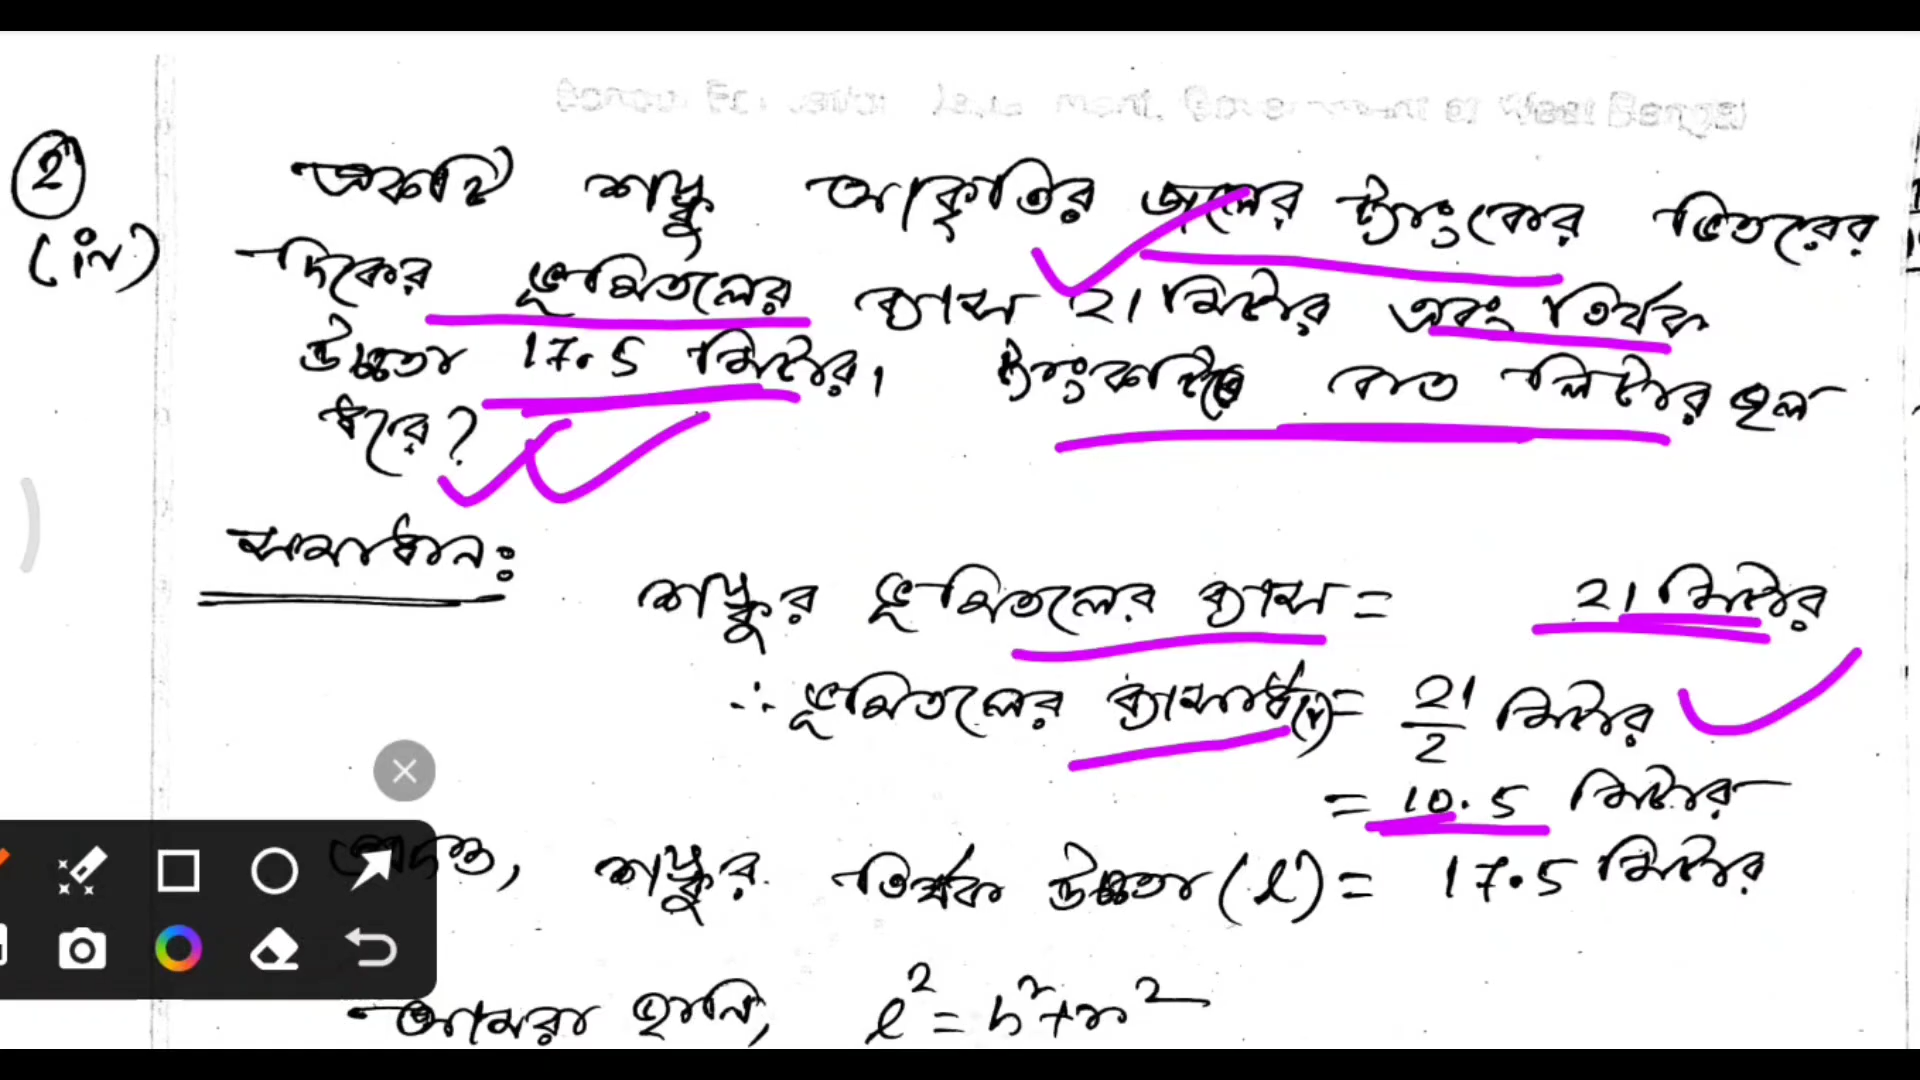 ② একটি শঙ্কু আকৃতির জলের ট্যাংকের ভিতরের
(iv) দিকের ভূমিতলের ব্যাস 21 মিটার এবং তির্যক
উচ্চতা 17.5 মিটার। কত লিটার জল
ধরে?
সমাধান:
শঙ্কুর ভূমিতলের ব্যাস = 21 মিটার
∴ ভূমিতলের ব্যাসার্ধ(r) = 21/2 মিটার
= 10.5 মিটার
শঙ্কুর তির্যক উচ্চতা (l) = 17.5 মিটার
আমরা জানি, l² = h² + r²